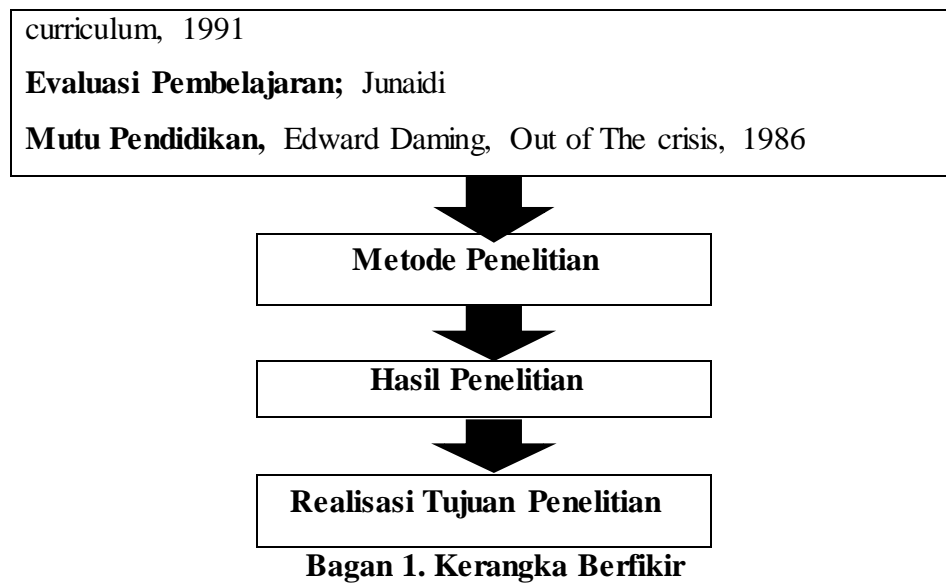 curriculum, 1991
Evaluasi Pembelajaran; Junaidi
Mutu Pendidikan, Edward Daming, Out of The crisis, 1986
Metode Penelitian
Hasil Penelitian
Realisasi Tujuan Penelitian
Bagan 1. Kerangka Berfikir